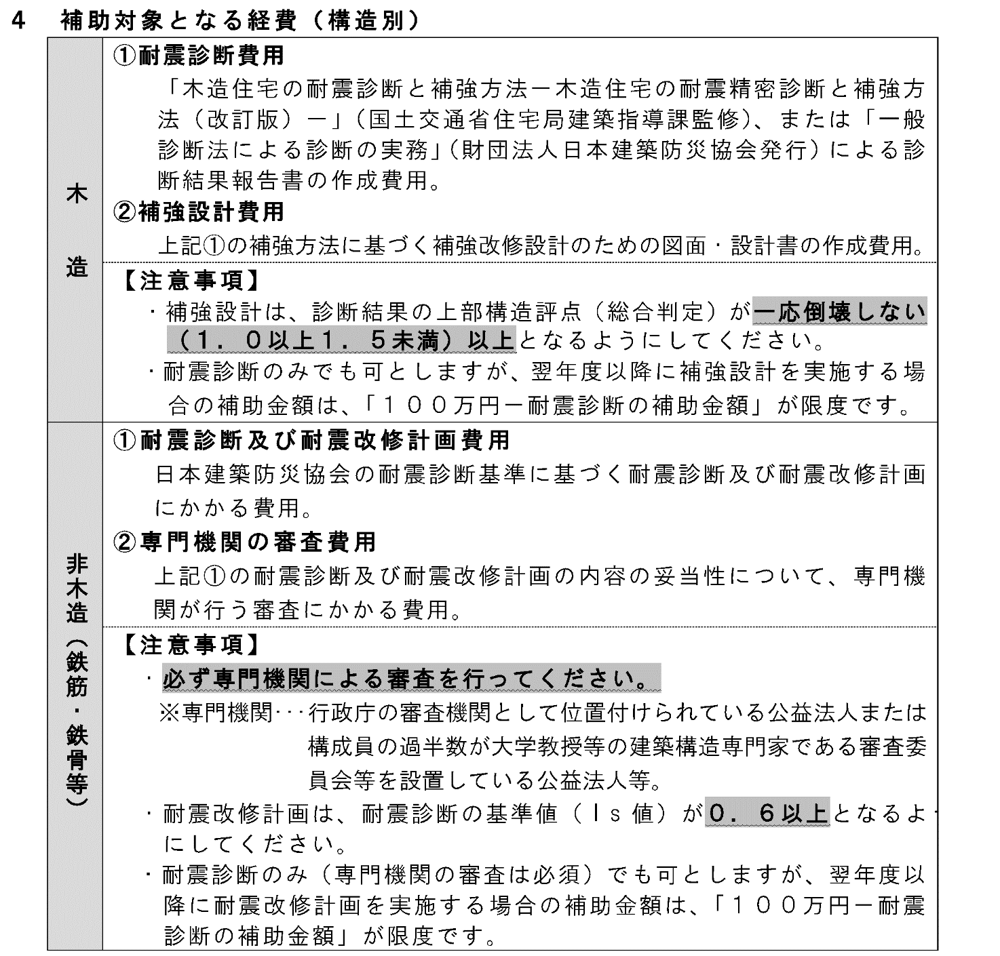 4　補助対象となる経費（構造別）
木造
①耐震診断費用
「木造住宅の耐震診断と補強方法－木造住宅の耐震精密診断と補強方
法（改訂版）－」（国土交通省住宅局建築指導課監修）、または「一般
診断法による診断の実務」（財団法人日本建築防災協会発行）による診
断結果報告書の作成費用。
②補強設計費用
上記①の補強方法に基づく補強改修設計のための図面・設計書の作成費用。
【注意事項】
・補強設計は、診断結果の上部構造評点（総合判定）が一応倒壊しない
（１．０以上１．５未満）以上となるようにしてください。
・耐震診断のみでも可としますが、翌年度以降に補強設計を実施する場
合の補助金額は、「１００万円－耐震診断の補助金額」が限度です。
非木造（鉄筋・鉄骨等）
①耐震診断及び耐震改修計画費用
日本建築防災協会の耐震診断基準に基づく耐震診断及び耐震改修計画
にかかる費用。
②専門機関の審査費用
上記①の耐震診断及び耐震改修計画の内容の妥当性について、専門機
関が行う審査にかかる費用。
【注意事項】
・必ず専門機関による審査を行ってください。
※専門機関･･･行政庁の審査機関として位置付けられている公益法人または
構成員の過半数が大学教授等の建築構造専門家である審査委
員会等を設置している公益法人等。
・耐震改修計画は、耐震診断の基準値（Ｉｓ値）が０．６以上となるよ
にしてください。
・耐震診断のみ（専門機関の審査は必須）でも可としますが、翌年度以
降に耐震改修計画を実施する場合の補助金額は、「１００万円－耐震
診断の補助金額」が限度です。